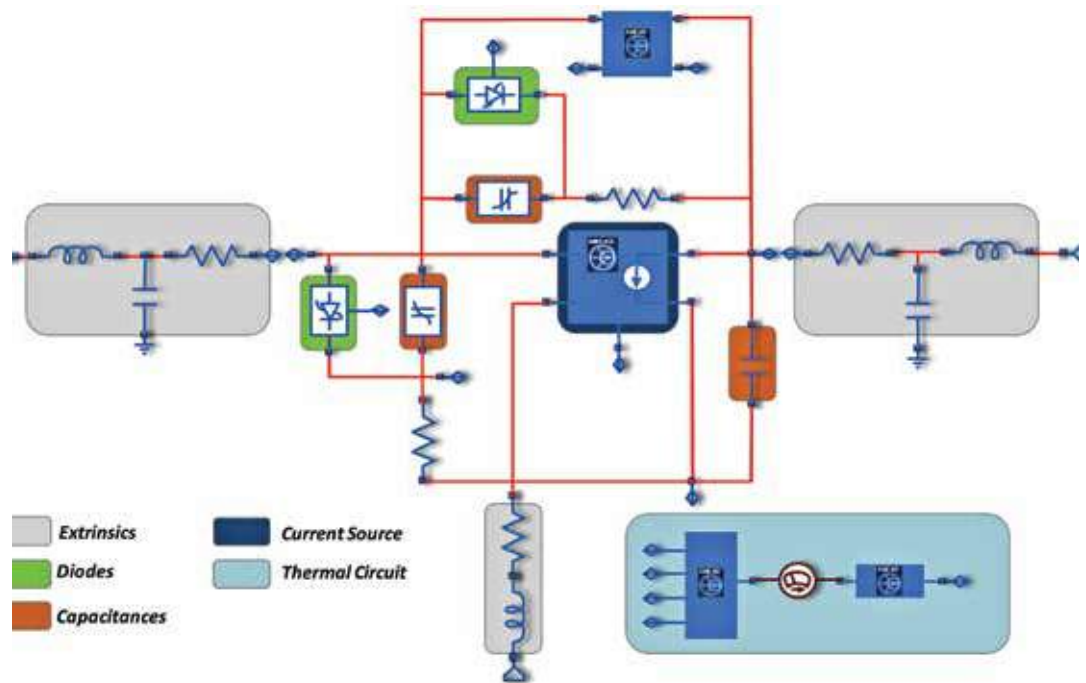 Extrinsics
Current Source
Diodes
Thermal Circuit
Capacitances